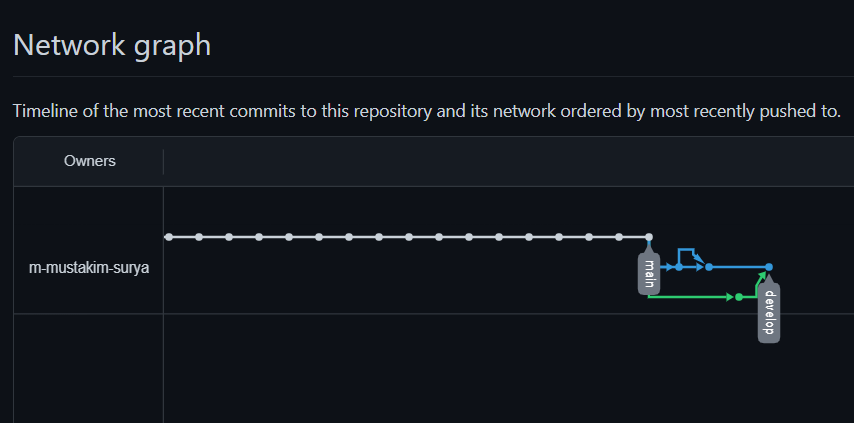 Network graph
Timeline of the most recent commits to this repository and its network ordered by most recently pushed to.
Owners
m-mustakim-surya
main
develop